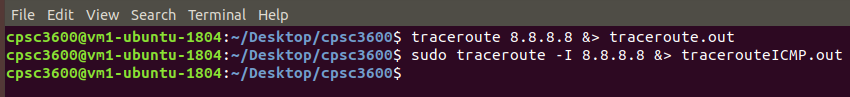 File Edit View Search Terminal Help
cpsc3600@vm1-ubuntu-1804:~/Desktop/cpsc3600$ traceroute 8.8.8.8 &> traceroute.out
cpsc3600@vm1-ubuntu-1804:~/Desktop/cpsc3600$ sudo traceroute -I 8.8.8.8 &> tracerouteICMP.out
cpsc3600@vm1-ubuntu-1804:~/Desktop/cpsc3600$